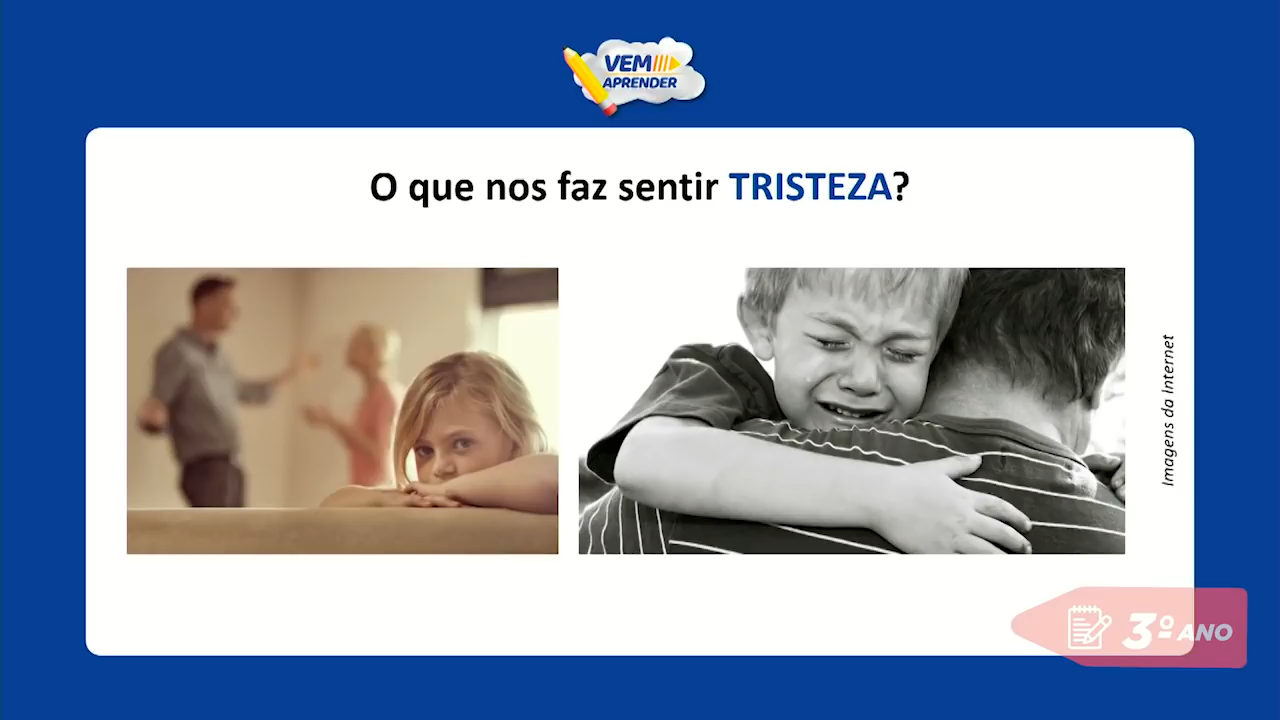 VEM
APRENDER
O que nos faz sentir TRISTEZA?
Imagens da Internet
3º ANO